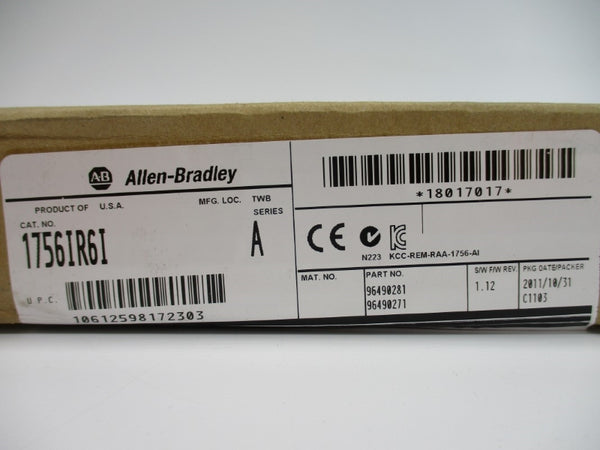 AB Allen-Bradley
PRODUCT OF U.S.A.
MFG. LOC. TWB
CAT. NO.
SERIES
1756IR6I A
U P C.
10612598172303
*18017017*
CE
N223 KCC-REM-RAA-1756-AI
MAT. NO. PART NO. S/W F/W REV. PKG DATE/PACKER
96490281 1.12 2011/10/31
96490271 C1103